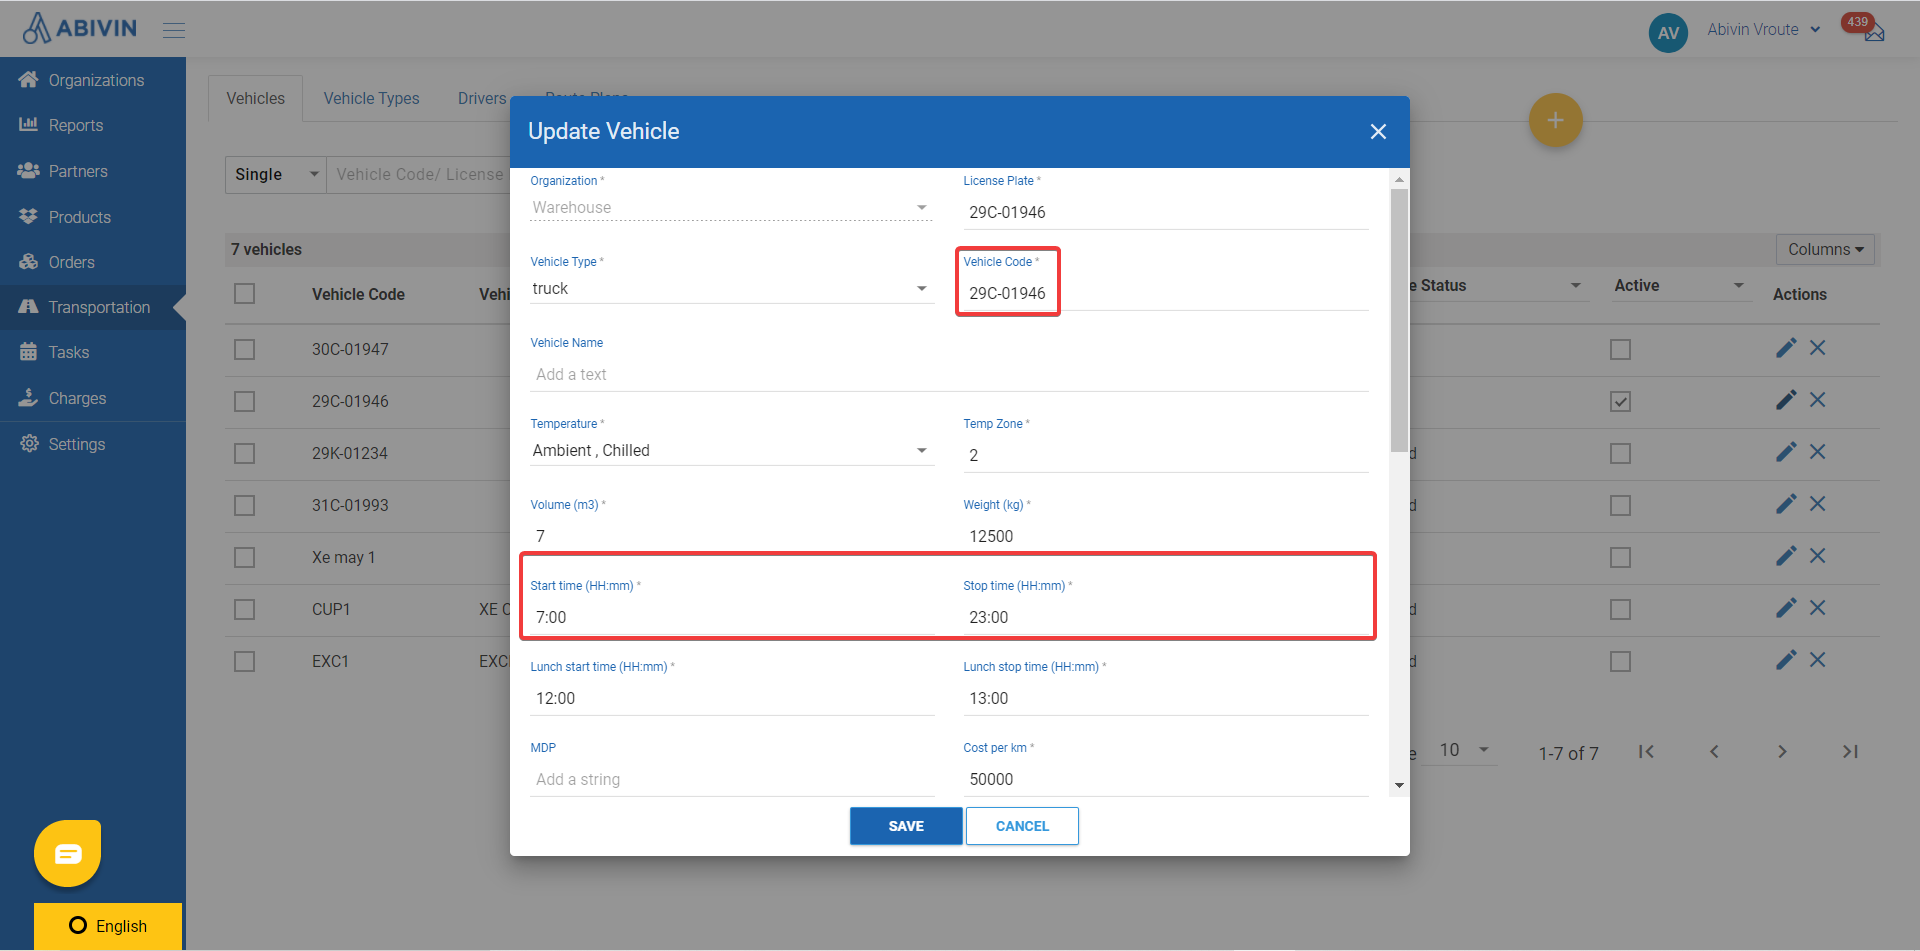 ABIVIN
AV
Abivin Vroute
439
Organizations
Reports
Partners
Products
Orders
Transportation
Tasks
Charges
Settings
English
Vehicles
Vehicle Types
Drivers
Route Plans
Single
Vehicle Code/ License
7 vehicles
Columns
Vehicle Code
Vehi
e Status
Active
Actions
30C-01947
29C-01946
29K-01234
d
31C-01993
d
Xe may 1
CUP1
XE C
d
EXC1
EXC
d
e
10
1-7 of 7
Update Vehicle
Organization *
Warehouse
License Plate *
29C-01946
Vehicle Type *
truck
Vehicle Code *
29C-01946
Vehicle Name
Add a text
Temperature *
Ambient , Chilled
Temp Zone *
2
Volume (m3) *
7
Weight (kg) *
12500
Start time (HH:mm) *
7:00
Stop time (HH:mm) *
23:00
Lunch start time (HH:mm) *
12:00
Lunch stop time (HH:mm) *
13:00
MDP
Add a string
Cost per km *
50000
SAVE
CANCEL